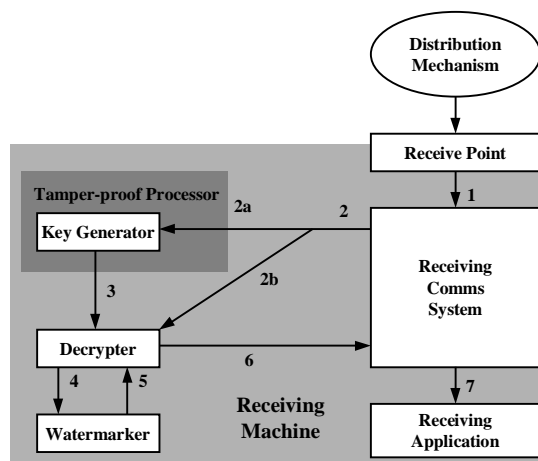 Distribution
Mechanism
Receive Point
1
Tamper-proof Processor
2a
2
Key Generator
Receiving
Comms
System
2b
3
Decrypter
6
4
5
7
Receiving
Machine
Watermarker
Receiving
Application